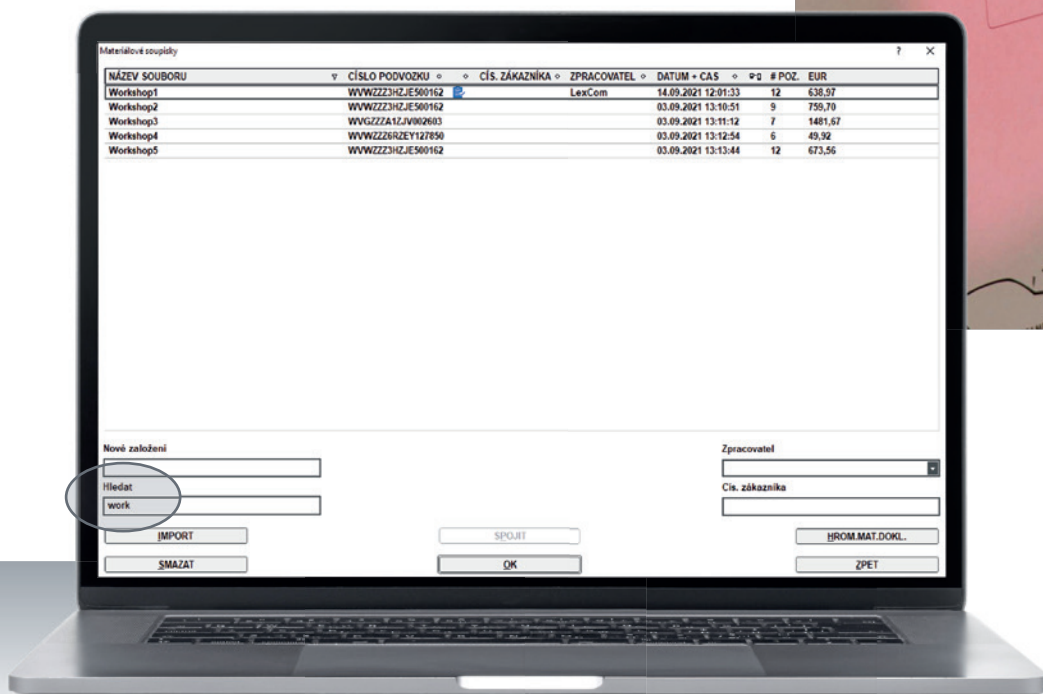 Materiálové soupisky ? ×
NÁZEV SOUBORU ČÍSLO PODVOZKU CÍS. ZÁKAZNÍKA ZPRACOVATEL DATUM + CAS # POZ. EUR
Workshop1 WVWZZZ3HZJE500162 LexCom 14.09.2021 12:01:33 12 638,97
Workshop2 WVWZZZ3HZJE500162 03.09.2021 13:10:51 9 759,70
Workshop3 WVGZZZA1ZJV002603 03.09.2021 13:11:12 7 1481,67
Workshop4 WVWZZZ6RZEY127850 03.09.2021 13:12:54 6 49,92
Workshop5 WVWZZZ3HZJE500162 03.09.2021 13:13:44 12 673,56
Nové založení Zpracovatel
Hledat Cís. zákazníka
work
IMPORT SPOJIT HROM.MAT.DOKL.
SMAZAT OK ZPET